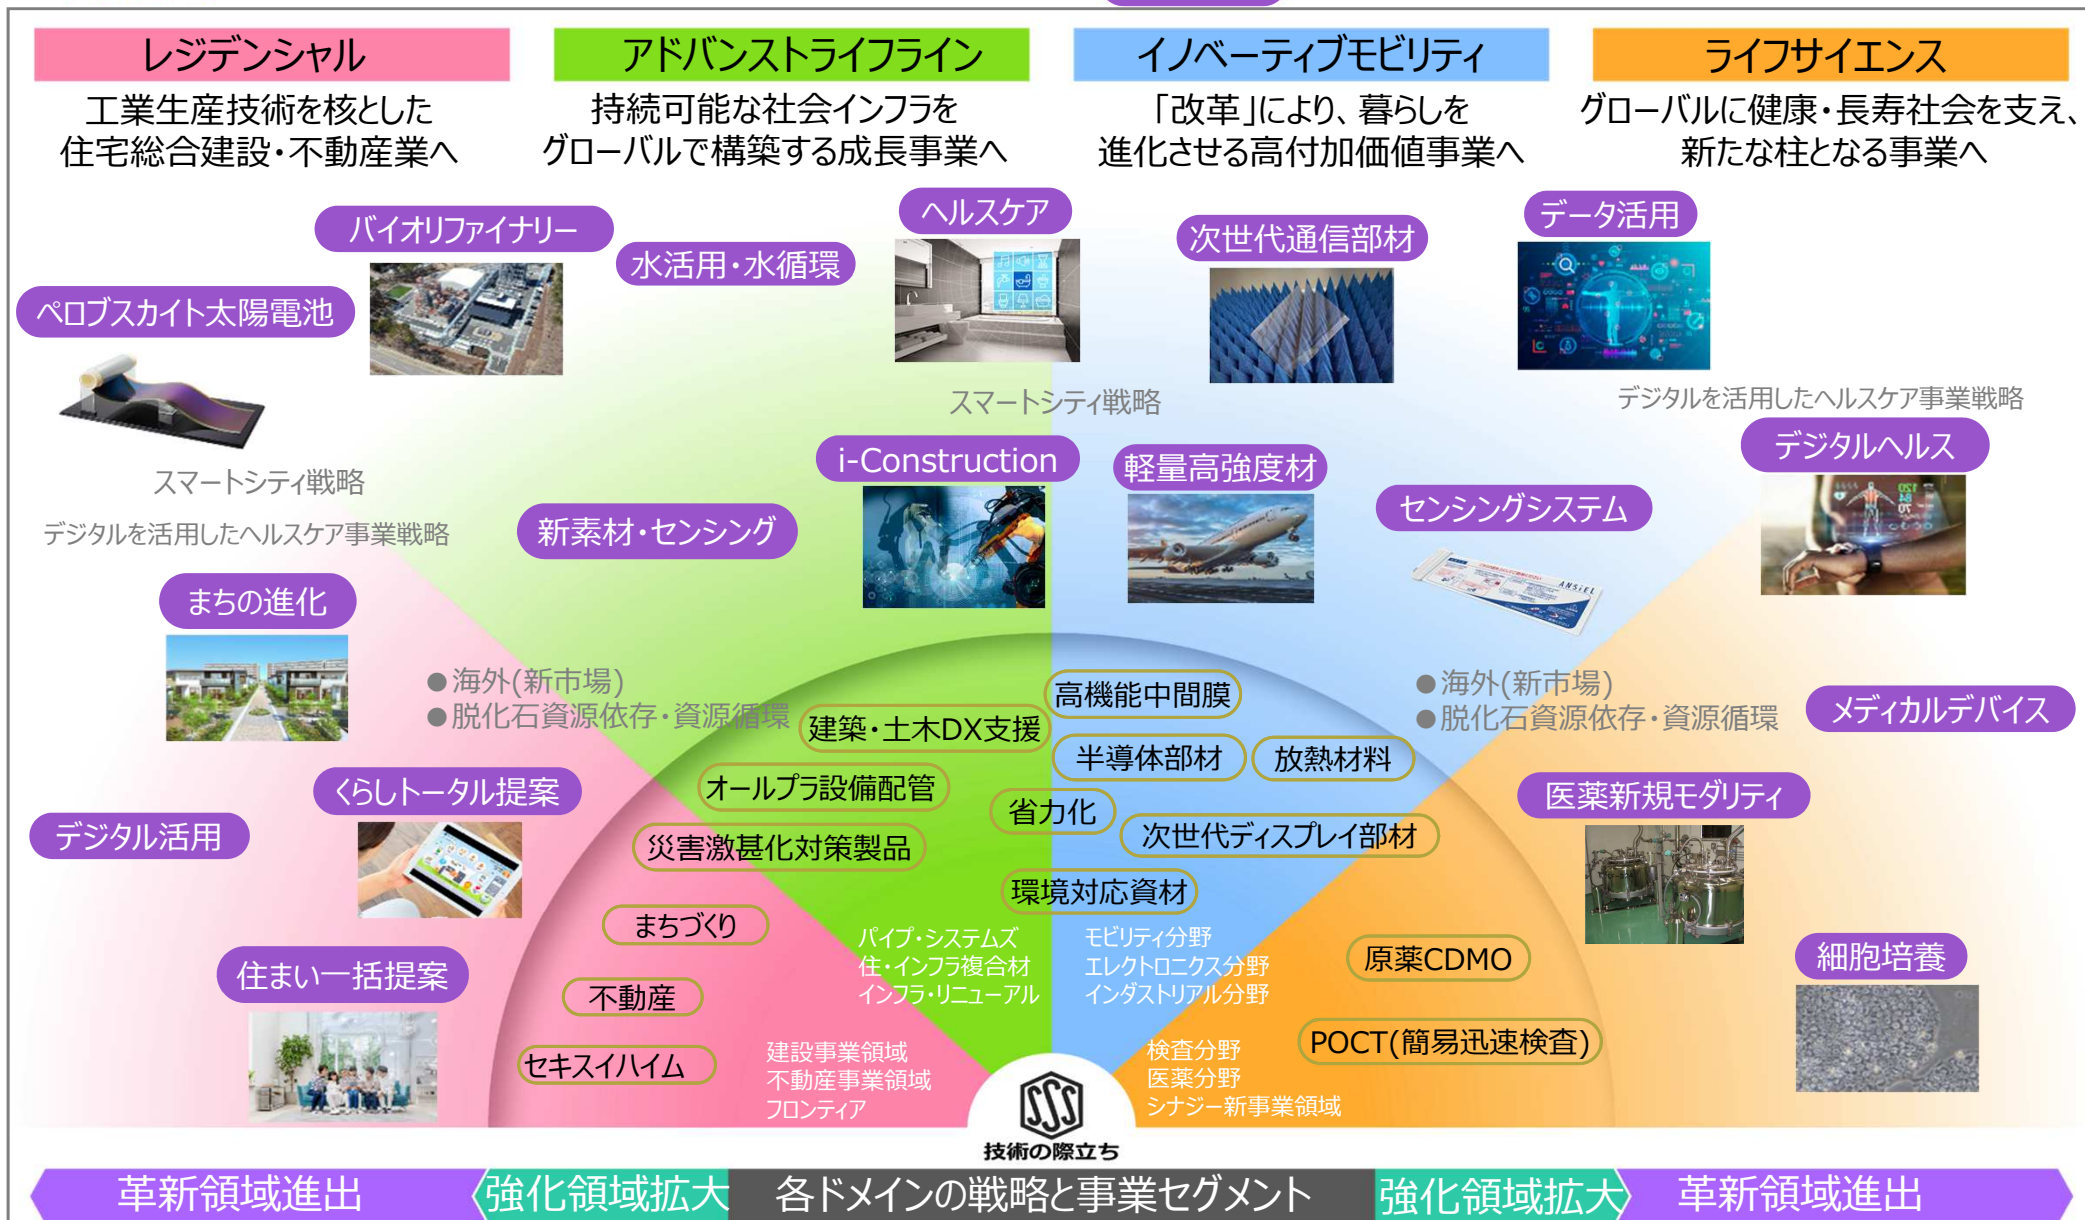 レジデンシャル
アドバンストライフライン
イノベーティブモビリティ
ライフサイエンス
工業生産技術を核とした
住宅総合建設・不動産業へ
持続可能な社会インフラを
グローバルで構築する成長事業へ
「改革」により、暮らしを
進化させる高付加価値事業へ
グローバルに健康・長寿社会を支え、
新たな柱となる事業へ
バイオリファイナリー
水活用・水循環
ヘルスケア
次世代通信部材
データ活用
ペロブスカイト太陽電池
スマートシティ戦略
デジタルを活用したヘルスケア事業戦略
スマートシティ戦略
デジタルを活用したヘルスケア事業戦略
i-Construction
軽量高強度材
デジタルヘルス
新素材・センシング
センシングシステム
120
84
70
ANSIEL
まちの進化
●海外(新市場)
●脱化石資源依存・資源循環
●海外(新市場)
●脱化石資源依存・資源循環
高機能中間膜
建築・土木DX支援
メディカルデバイス
半導体部材
放熱材料
くらしトータル提案
オールプラ設備配管
省力化
医薬新規モダリティ
デジタル活用
災害激甚化対策製品
次世代ディスプレイ部材
環境対応資材
まちづくり
パイプ・システムズ
住・インフラ複合材
インフラ・リニューアル
モビリティ分野
エレクトロニクス分野
インダストリアル分野
原薬CDMO
細胞培養
住まい一括提案
不動産
セキスイハイム
建設事業領域
不動産事業領域
フロンティア
検査分野
医薬分野
シナジー新事業領域
POCT(簡易迅速検査)
SSS
技術の際立ち
革新領域進出
強化領域拡大
各ドメインの戦略と事業セグメント
強化領域拡大
革新領域進出